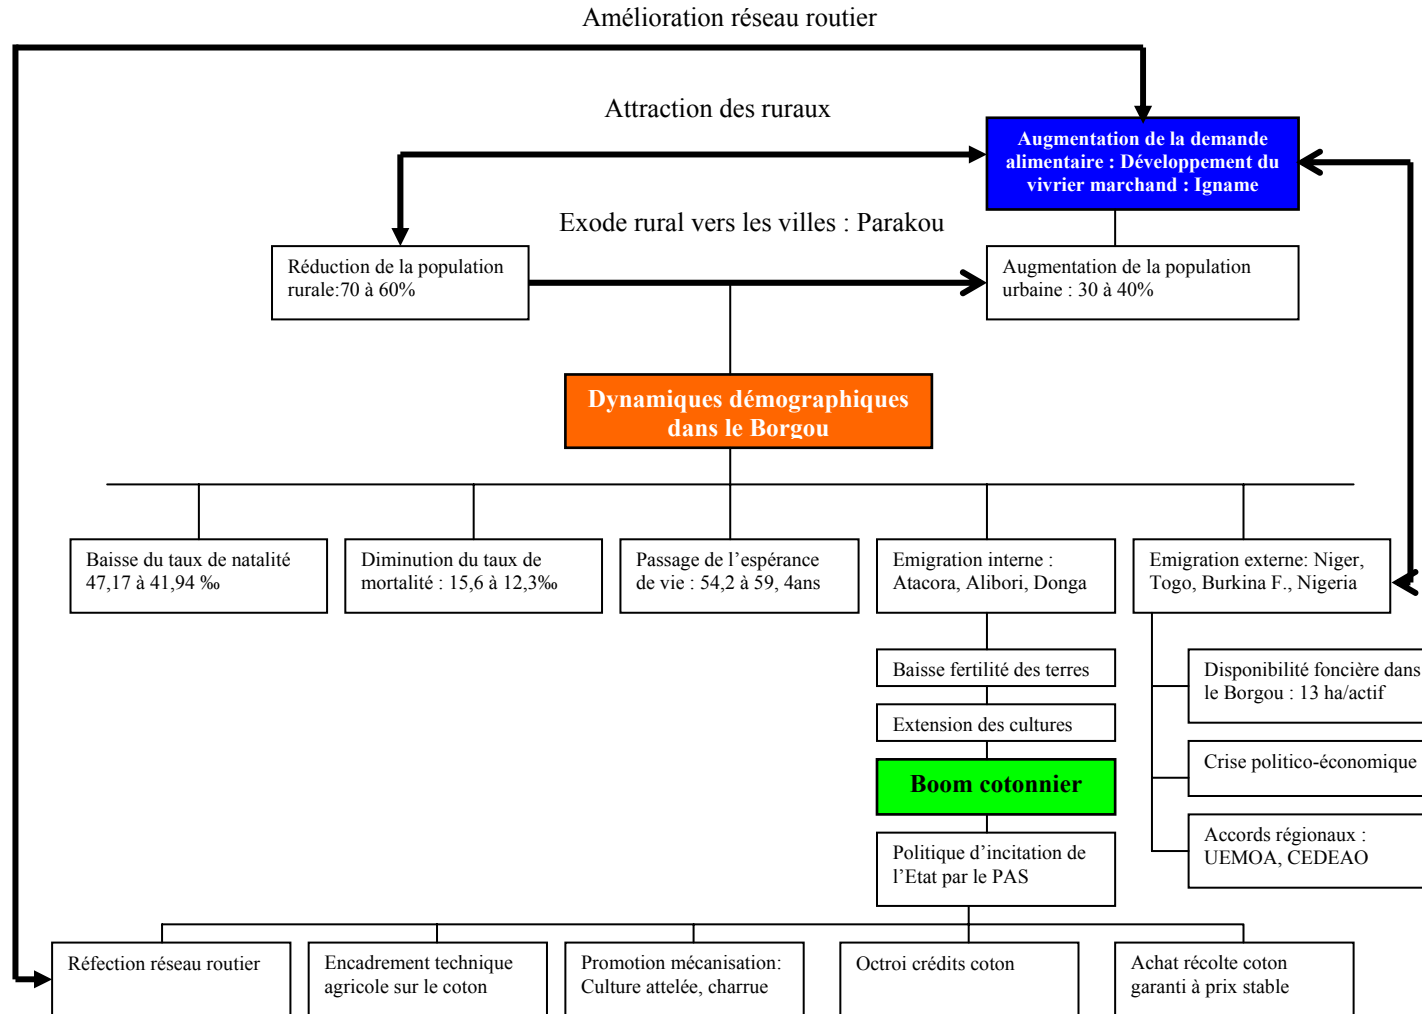 Amélioration réseau routier
Attraction des ruraux
Augmentation de la demande
alimentaire : Développement du
vivrier marchand : Igname
Exode rural vers les villes : Parakou
Réduction de la population
rurale:70 à 60%
Augmentation de la population
urbaine : 30 à 40%
Dynamiques démographiques
dans le Borgou
Baisse du taux de natalité
47,17 à 41,94 ‰
Diminution du taux de
mortalité : 15,6 à 12,3‰
Passage de l’espérance
de vie : 54,2 à 59, 4ans
Emigration interne :
Atacora, Alibori, Donga
Emigration externe: Niger,
Togo, Burkina F., Nigeria
Baisse fertilité des terres
Extension des cultures
Boom cotonnier
Politique d’incitation de
l’Etat par le PAS
Disponibilité foncière dans
le Borgou : 13 ha/actif
Crise politico-économique
Accords régionaux :
UEMOA, CEDEAO
Réfection réseau routier
Encadrement technique
agricole sur le coton
Promotion mécanisation:
Culture attelée, charrue
Octroi crédits coton
Achat récolte coton
garanti à prix stable